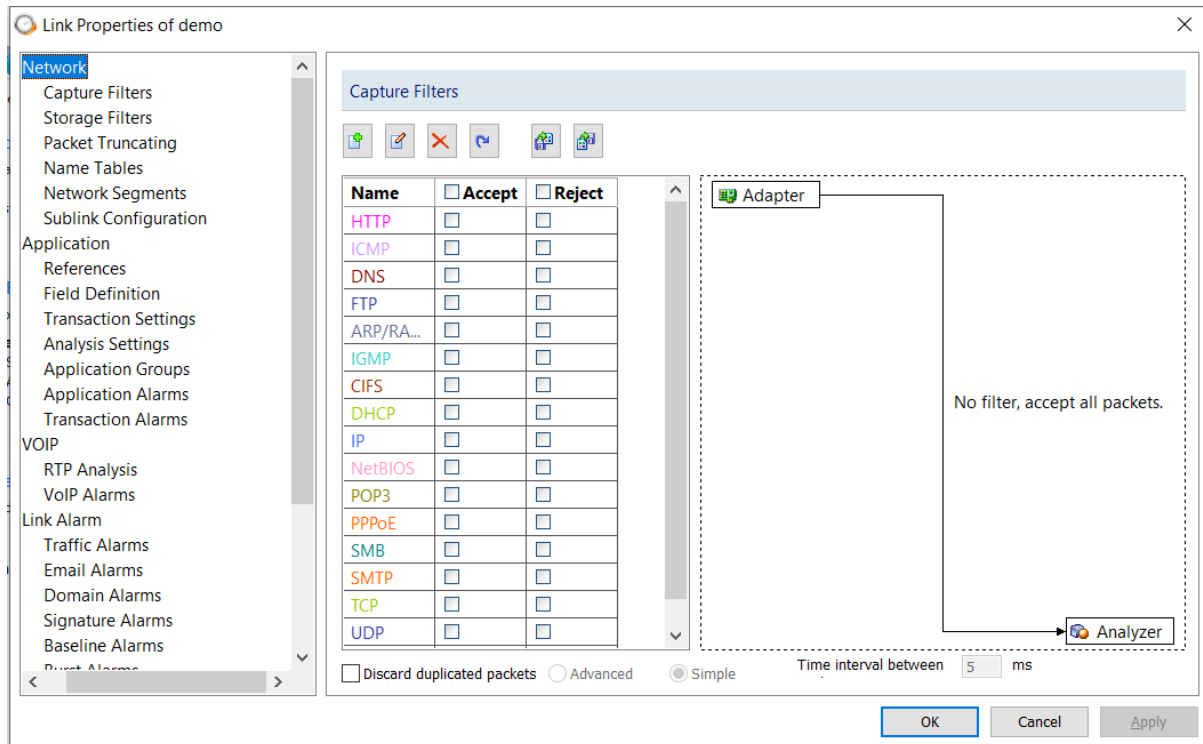 Link Properties of demo
Network
Capture Filters
Storage Filters
Packet Truncating
Name Tables
Network Segments
Sublink Configuration
Application
References
Field Definition
Transaction Settings
Analysis Settings
Application Groups
Application Alarms
Transaction Alarms
VOIP
RTP Analysis
VoIP Alarms
Link Alarm
Traffic Alarms
Email Alarms
Domain Alarms
Signature Alarms
Baseline Alarms
Burst Alarms
Capture Filters
Name Accept Reject
HTTP
ICMP
DNS
FTP
ARP/RA...
IGMP
CIFS
DHCP
IP
NetBIOS
POP3
PPPoE
SMB
SMTP
TCP
UDP
Adapter
No filter, accept all packets.
Analyzer
Discard duplicated packets Advanced Simple Time interval between 5 ms
OK Cancel Apply